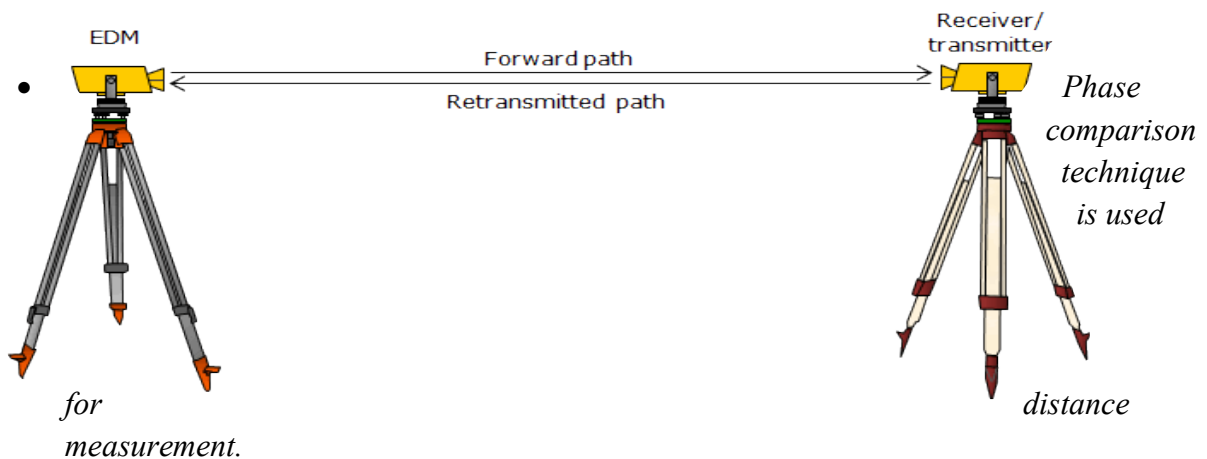 EDM
Receiver/
transmitter
Forward path
Retransmitted path
• Phase
comparison
technique
is used
for distance
measurement.